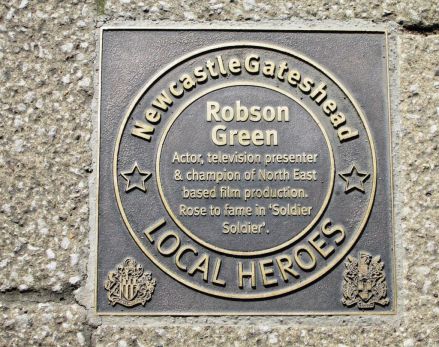 NewcastleGateshead
Robson
Green
Actor, television presenter
& champion of North East
based film production.
Rose to fame in 'Soldier
Soldier'.
LOCAL HEROES